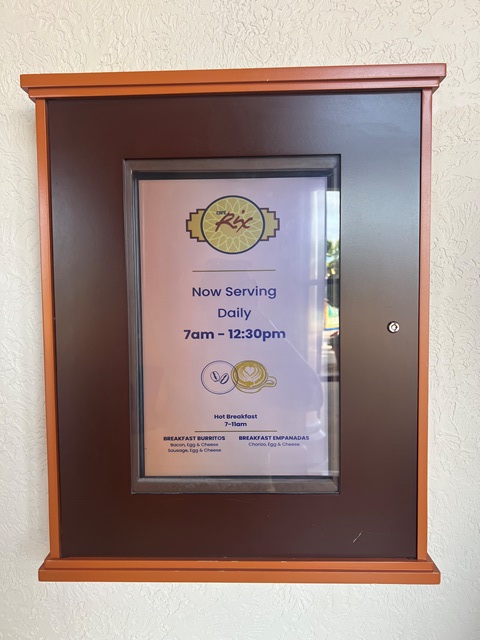 CAFÉ
Rix
Now Serving
Daily
7am - 12:30pm
Hot Breakfast
7-11am
BREAKFAST BURRITOS
Bacon, Egg & Cheese
Sausage, Egg & Cheese
BREAKFAST EMPANADAS
Chorizo, Egg & Cheese